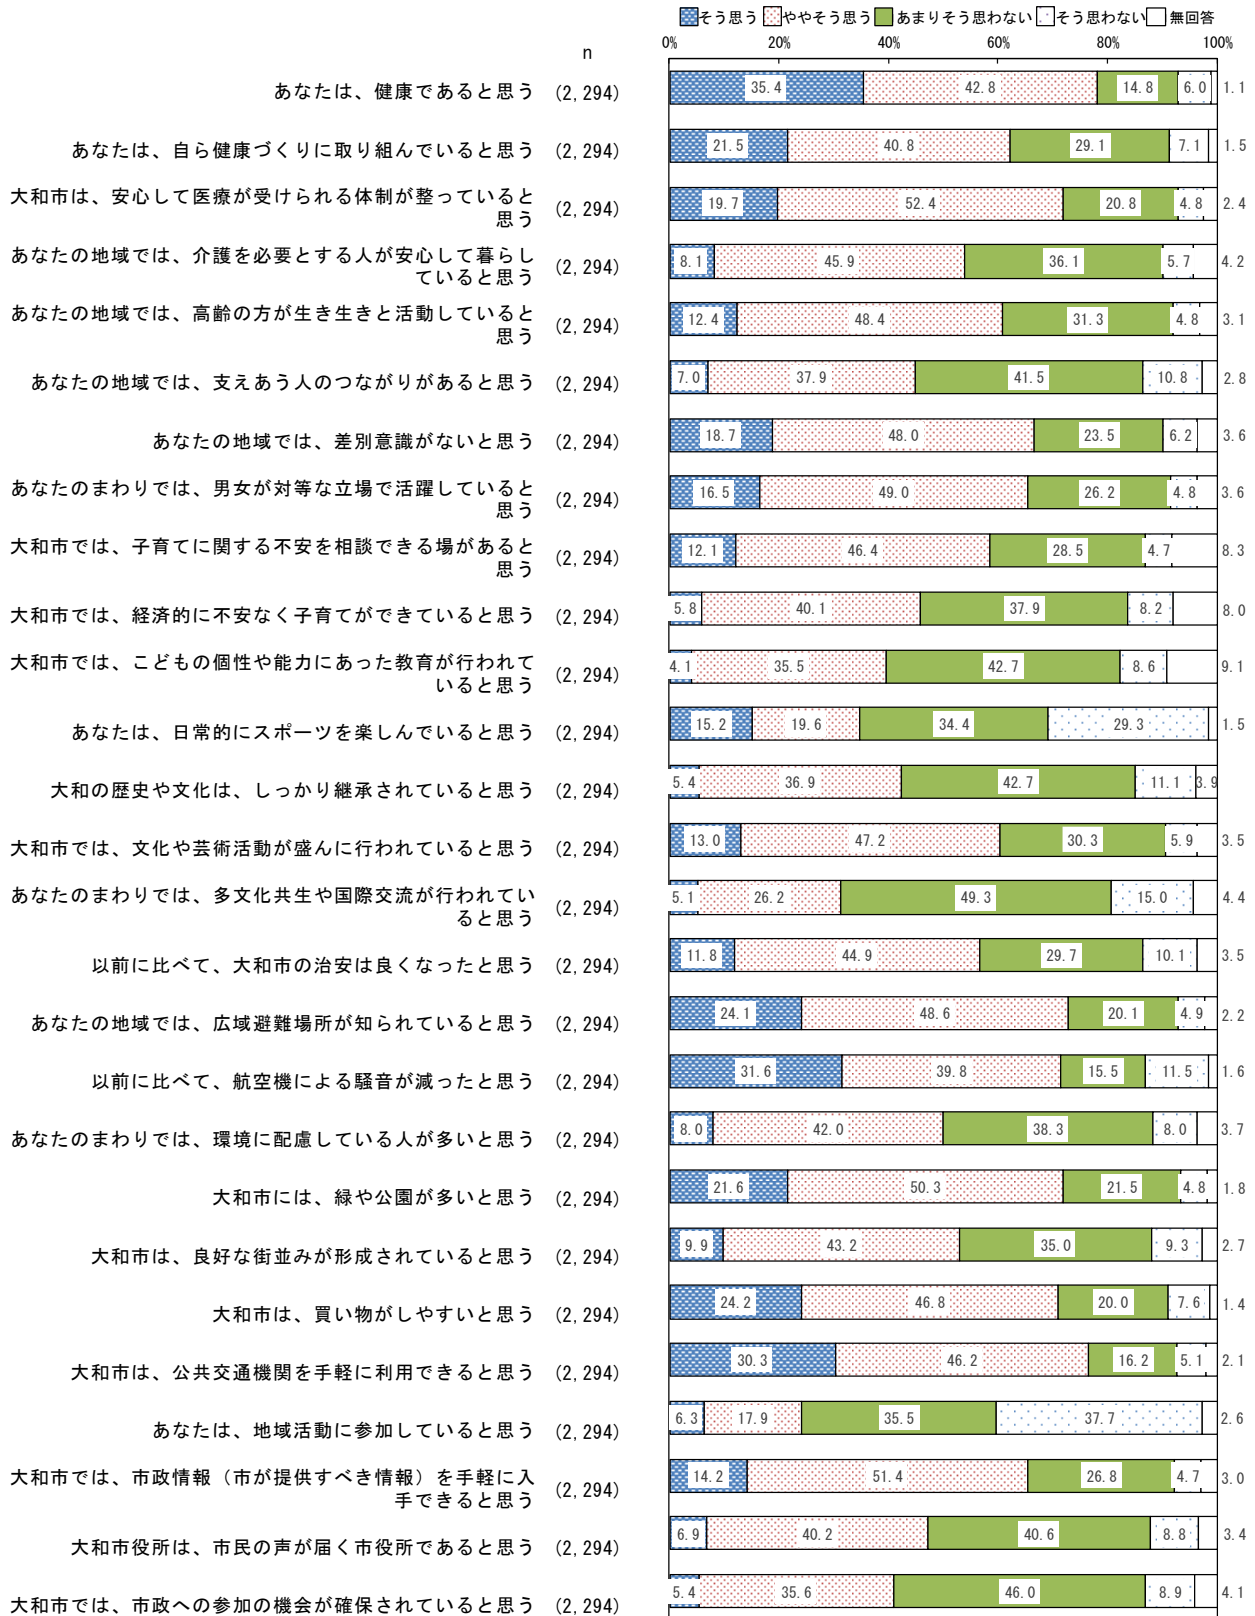 そう思う ややそう思う あまりそう思わない そう思わない 無回答
n 0% 20% 40% 60% 80% 100%
あなたは、健康であると思う (2,294) 35.4 42.8 14.8 6.0 1.1
あなたは、自ら健康づくりに取り組んでいると思う (2,294) 21.5 40.8 29.1 7.1 1.5
大和市は、安心して医療が受けられる体制が整っていると
思う (2,294) 19.7 52.4 20.8 4.8 2.4
あなたの地域では、介護を必要とする人が安心して暮らし
ていると思う (2,294) 8.1 45.9 36.1 5.7 4.2
あなたの地域では、高齢の方が生き生きと活動していると
思う (2,294) 12.4 48.4 31.3 4.8 3.1
あなたの地域では、支えあう人のつながりがあると思う (2,294) 7.0 37.9 41.5 10.8 2.8
あなたの地域では、差別意識がないと思う (2,294) 18.7 48.0 23.5 6.2 3.6
あなたのまわりでは、男女が対等な立場で活躍していると
思う (2,294) 16.5 49.0 26.2 4.8 3.6
大和市では、子育てに関する不安を相談できる場があると
思う (2,294) 12.1 46.4 28.5 4.7 8.3
大和市では、経済的に不安なく子育てができていると思う (2,294) 5.8 40.1 37.9 8.2 8.0
大和市では、こどもの個性や能力にあった教育が行われて
いると思う (2,294) 4.1 35.5 42.7 8.6 9.1
あなたは、日常的にスポーツを楽しんでいると思う (2,294) 15.2 19.6 34.4 29.3 1.5
大和の歴史や文化は、しっかり継承されていると思う (2,294) 5.4 36.9 42.7 11.1 3.9
大和市では、文化や芸術活動が盛んに行われていると思う (2,294) 13.0 47.2 30.3 5.9 3.5
あなたのまわりでは、多文化共生や国際交流が行われてい
ると思う (2,294) 5.1 26.2 49.3 15.0 4.4
以前に比べて、大和市の治安は良くなったと思う (2,294) 11.8 44.9 29.7 10.1 3.5
あなたの地域では、広域避難場所が知られていると思う (2,294) 24.1 48.6 20.1 4.9 2.2
以前に比べて、航空機による騒音が減ったと思う (2,294) 31.6 39.8 15.5 11.5 1.6
あなたのまわりでは、環境に配慮している人が多いと思う (2,294) 8.0 42.0 38.3 8.0 3.7
大和市には、緑や公園が多いと思う (2,294) 21.6 50.3 21.5 4.8 1.8
大和市は、良好な街並みが形成されていると思う (2,294) 9.9 43.2 35.0 9.3 2.7
大和市は、買い物がしやすいと思う (2,294) 24.2 46.8 20.0 7.6 1.4
大和市は、公共交通機関を手軽に利用できると思う (2,294) 30.3 46.2 16.2 5.1 2.1
あなたは、地域活動に参加していると思う (2,294) 6.3 17.9 35.5 37.7 2.6
大和市では、市政情報（市が提供すべき情報）を手軽に入
手できると思う (2,294) 14.2 51.4 26.8 4.7 3.0
大和市役所は、市民の声が届く市役所であると思う (2,294) 6.9 40.2 40.6 8.8 3.4
大和市では、市政への参加の機会が確保されていると思う (2,294) 5.4 35.6 46.0 8.9 4.1